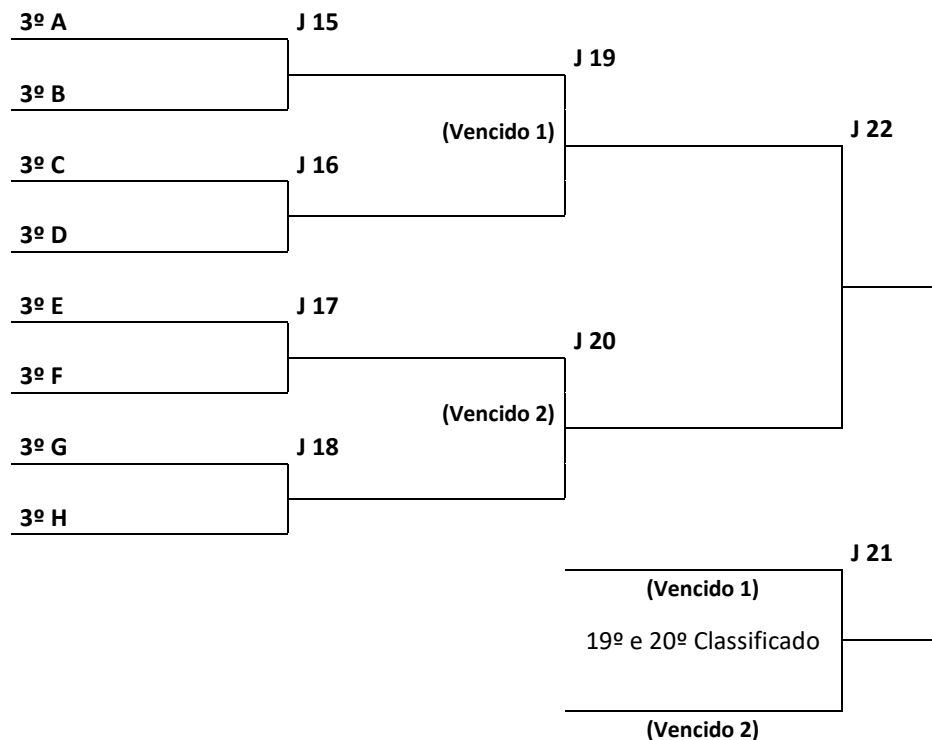 3º A
J 15
J 19
3º B
(Vencido 1)
J 22
3º C
J 16
3º D
3º E
J 17
J 20
3º F
(Vencido 2)
3º G
J 18
3º H
J 21
(Vencido 1)
19º e 20º Classificado
(Vencido 2)